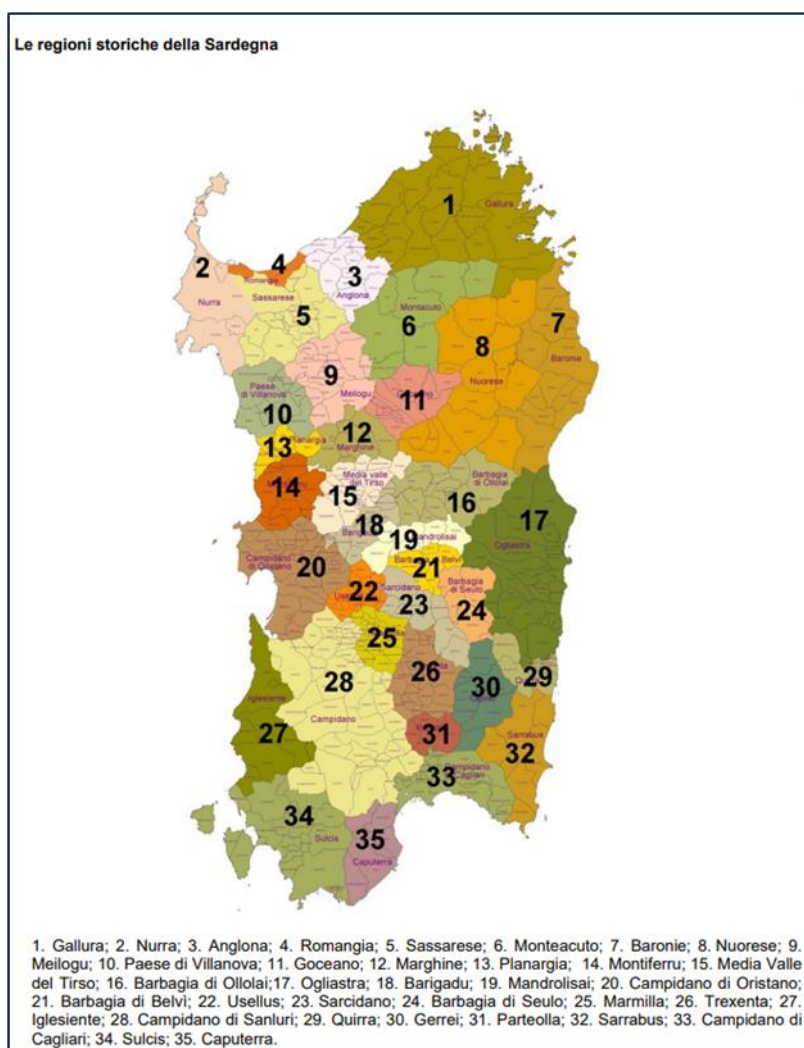 Le regioni storiche della Sardegna
1
Gallura
2
Nurra
4
Romangia
3
Anglona
Sassarese
5
Montacuto
6
7
Baronie
8
Nuorese
9
Meilogu
Paese
di Villanova
10
11
12
Marghine
13
Planargia
14
Media valle
del Tirso
15
Barbagia
di Ollolai
16
17
Ogliastra
18
19
20
Campidano
di Oristano
21
22
Sarcidano
23
Barbagia
di Seulo
24
25
26
27
Iglesiente
28
Campidano
29
30
31
Sarrabus
32
33
34
Sulcis
35
Caputerra
1. Gallura; 2. Nurra; 3. Anglona; 4. Romangia; 5. Sassarese; 6. Monteacuto; 7. Baronie; 8. Nuorese; 9.
Meilogu; 10. Paese di Villanova; 11. Goceano; 12. Marghine; 13. Planargia; 14. Montiferru; 15. Media Valle
del Tirso; 16. Barbagia di Ollolai;17. Ogliastra; 18. Barigadu; 19. Mandrolisai; 20. Campidano di Oristano;
21. Barbagia di Belvì; 22. Usellus; 23. Sarcidano; 24. Barbagia di Seulo; 25. Marmilla; 26. Trexenta; 27.
Iglesiente; 28. Campidano di Sanluri; 29. Quirra; 30. Gerrei; 31. Parteolla; 32. Sarrabus; 33. Campidano di
Cagliari; 34. Sulcis; 35. Caputerra.